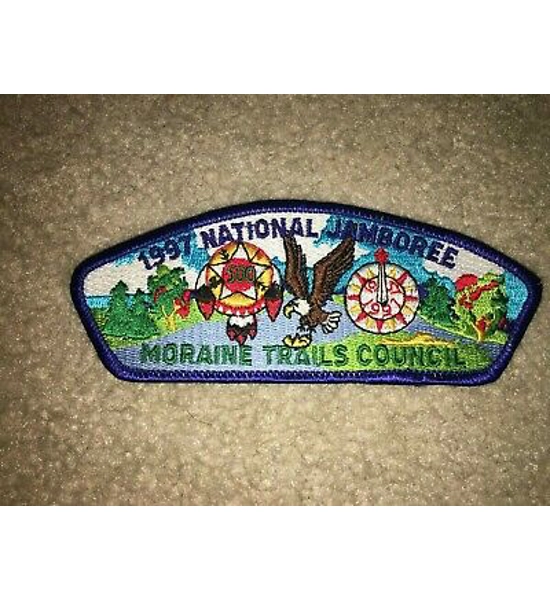 1997 NATIONAL JAMBOREE
MORAINE TRAILS COUNCIL